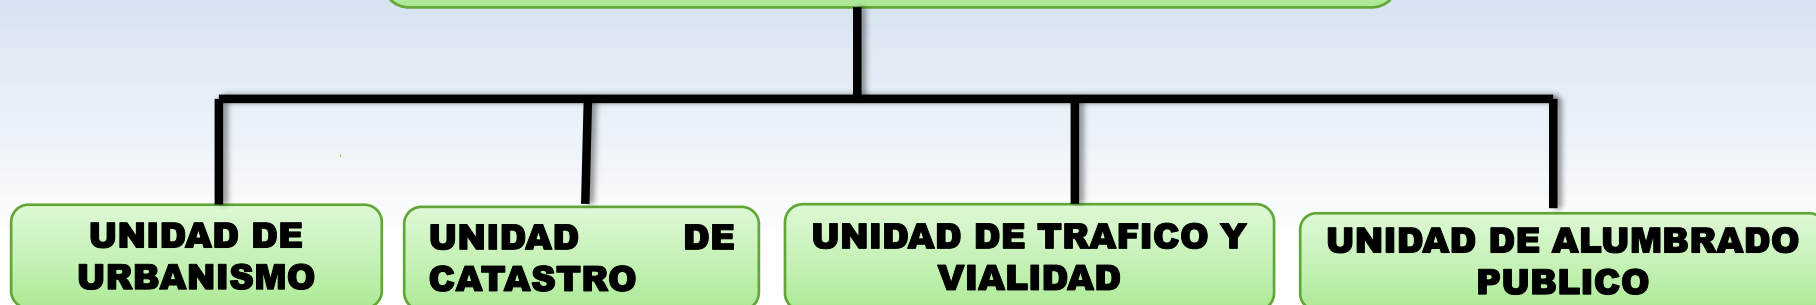 UNIDAD DE
URBANISMO
UNIDAD DE
CATASTRO
UNIDAD DE TRAFICO Y
VIALIDAD
UNIDAD DE ALUMBRADO
PUBLICO